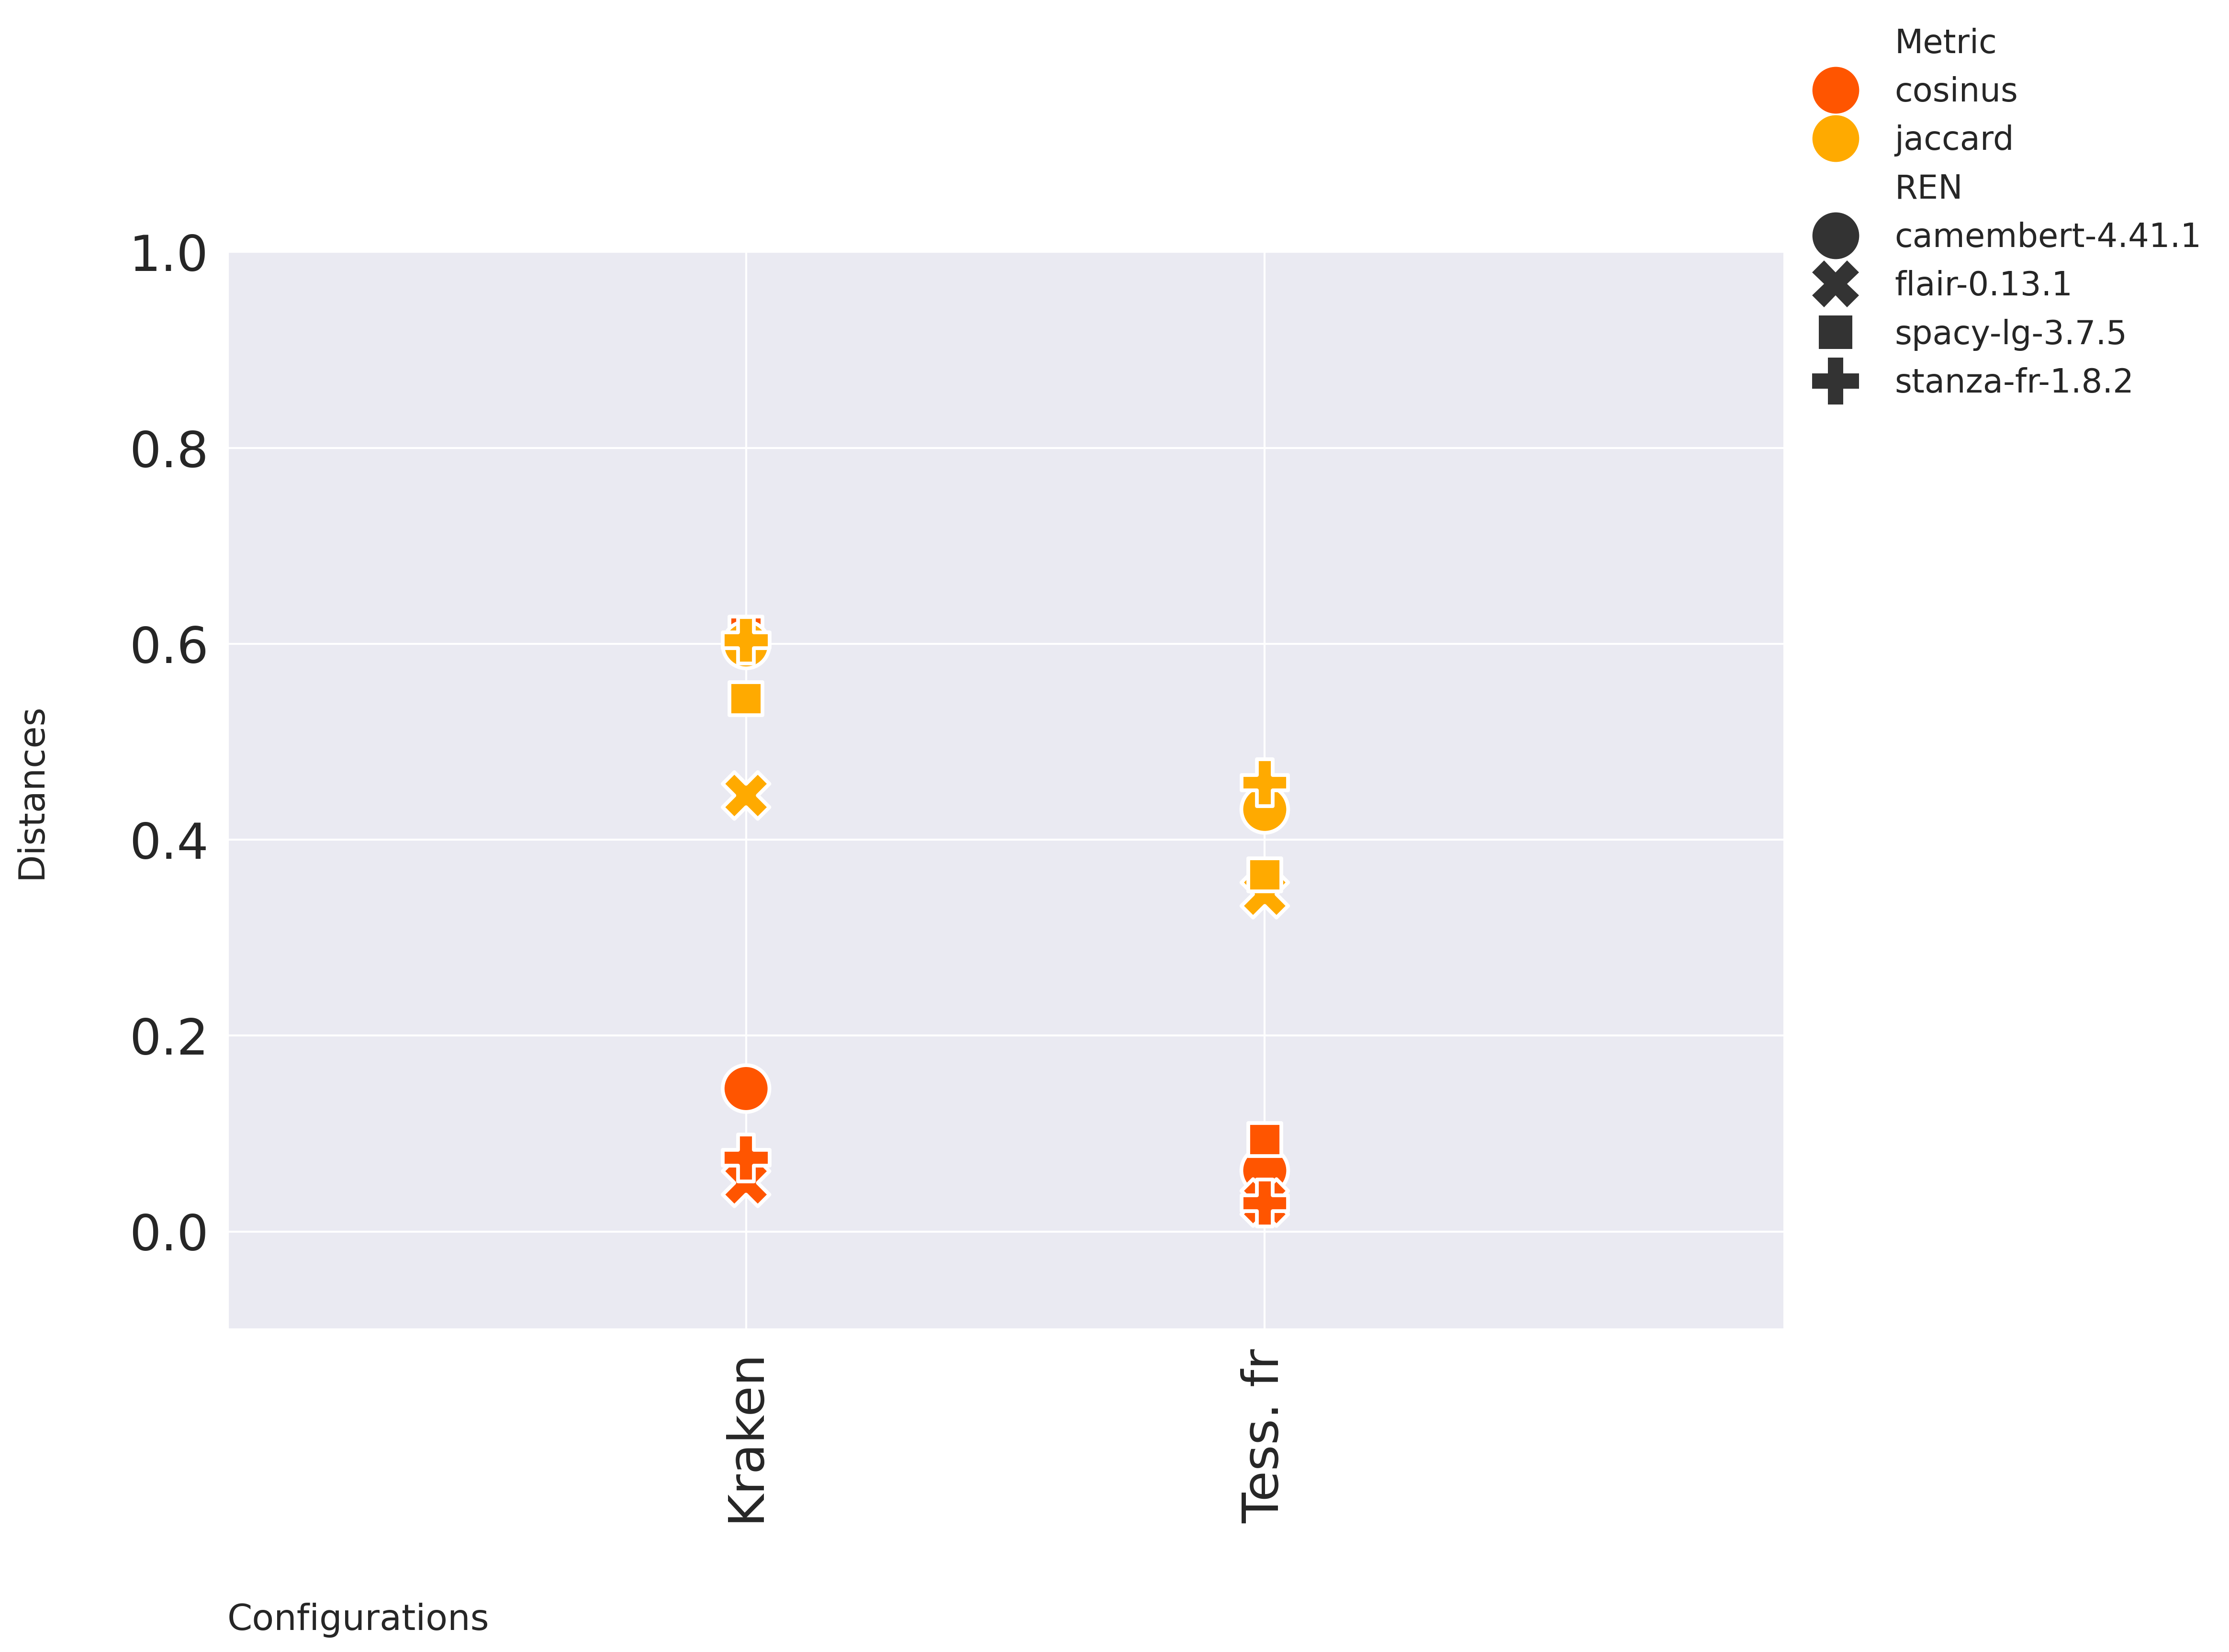 Metric
cosinus
jaccard
REN
camembert-4.41.1
flair-0.13.1
spacy-lg-3.7.5
stanza-fr-1.8.2
1.0
0.8
0.6
0.4
0.2
0.0
Distances
Kraken
Tess. fr
Configurations